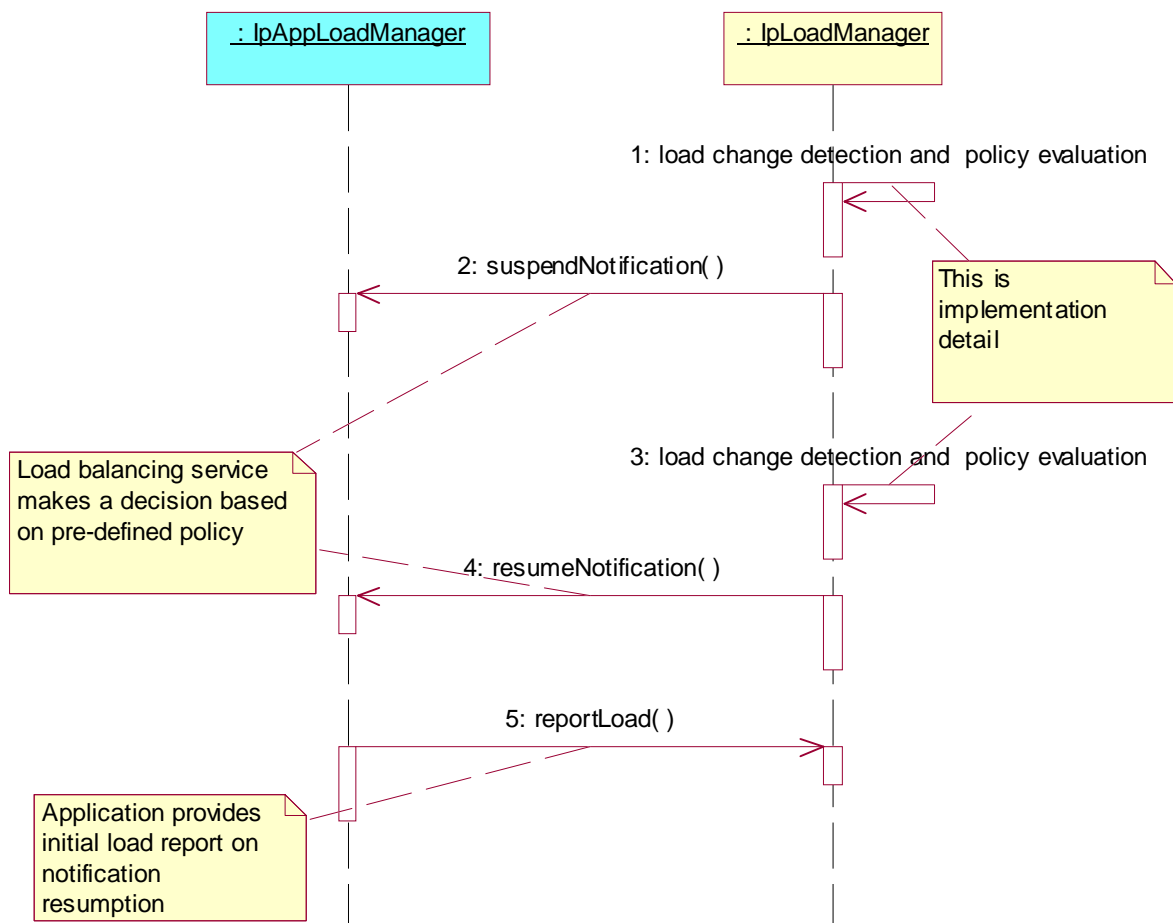 : IpAppLoadManager
: IpLoadManager
1: load change detection and policy evaluation
2: suspendNotification( )
This is
implementation
detail
Load balancing service
makes a decision based
on pre-defined policy
3: load change detection and policy evaluation
4: resumeNotification( )
5: reportLoad( )
Application provides
initial load report on
notification
resumption